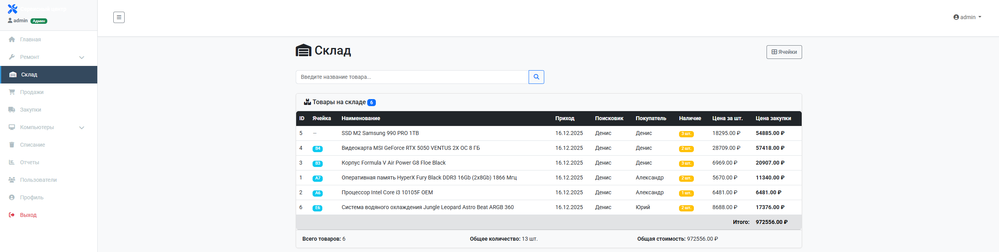 Сервисный центр
admin Админ
admin
Главная
Ремонт
Склад
Продажи
Закупки
Компьютеры
Списание
Отчеты
Пользователи
Профиль
Выход
Склад
Ячейки
Введите название товара...
Товары на складе 6
ID Ячейка Наименование Приход Поисковик Покупатель Наличие Цена за шт. Цена закупки
5 — SSD M2 Samsung 990 PRO 1TB 16.12.2025 Денис Денис 3 шт. 18295.00 ₽ 54885.00 ₽
4 B4 Видеокарта MSI GeForce RTX 5050 VENTUS 2X OC 8 ГБ 16.12.2025 Денис Денис 2 шт. 28709.00 ₽ 57418.00 ₽
3 B3 Корпус Formula V Air Power G8 Floe Black 16.12.2025 Денис Денис 3 шт. 6969.00 ₽ 20907.00 ₽
1 A7 Оперативная память HyperX Fury Black DDR3 16Gb (2x8Gb) 1866 Мгц 16.12.2025 Денис Александр 2 шт. 5670.00 ₽ 11340.00 ₽
2 A6 Процессор Intel Core i3 10105F OEM 16.12.2025 Денис Александр 1 шт. 6481.00 ₽ 6481.00 ₽
6 E6 Система водяного охлаждения Jungle Leopard Astro Beat ARGB 360 16.12.2025 Денис Юрий 2 шт. 8688.00 ₽ 17376.00 ₽
Итого: 972556.00 ₽
Всего товаров: 6 Общее количество: 13 шт. Общая стоимость: 972556.00 ₽